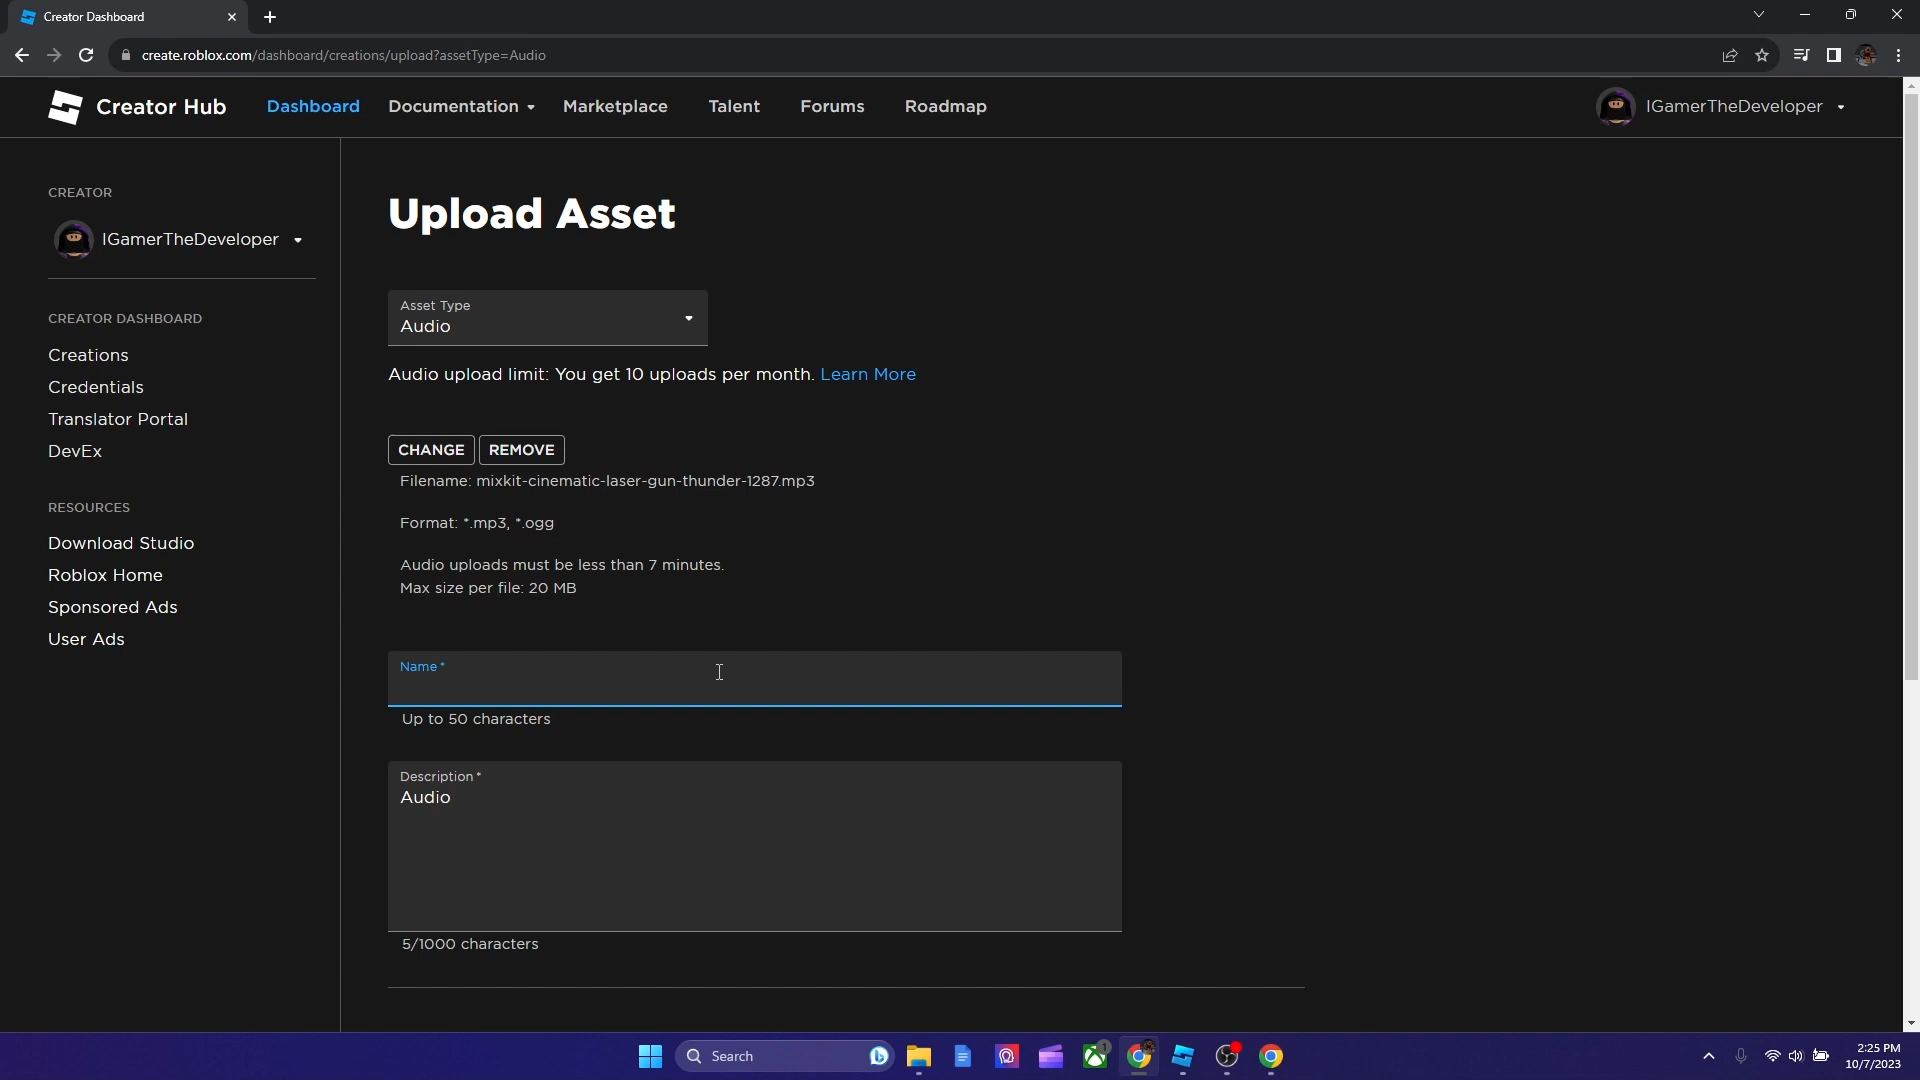 Creator Dashboard
create.roblox.com/dashboard/creations/upload?assetType=Audio
Creator Hub
Dashboard
Documentation
Marketplace
Talent
Forums
Roadmap
IGamerTheDeveloper
CREATOR
IGamerTheDeveloper
CREATOR DASHBOARD
Creations
Credentials
Translator Portal
DevEx
RESOURCES
Download Studio
Roblox Home
Sponsored Ads
User Ads
Upload Asset
Asset Type
Audio
Audio upload limit: You get 10 uploads per month. Learn More
CHANGE
REMOVE
Filename: mixkit-cinematic-laser-gun-thunder-1287.mp3
Format: *.mp3, *.ogg
Audio uploads must be less than 7 minutes.
Max size per file: 20 MB
Name *
Up to 50 characters
Description *
Audio
5/1000 characters
Search
1
2:25 PM
10/7/2023